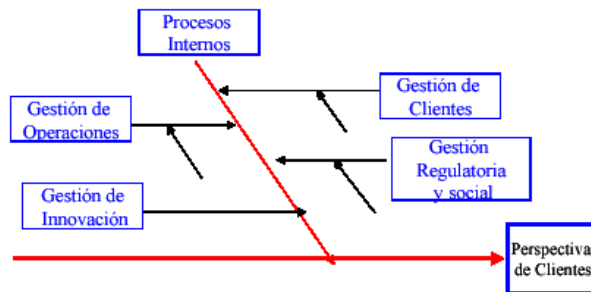 Procesos
Internos
Gestión de
Clientes
Gestión de
Operaciones
Gestión
Regulatoria
y social
Gestión de
Innovación
Perspectiva
de Clientes